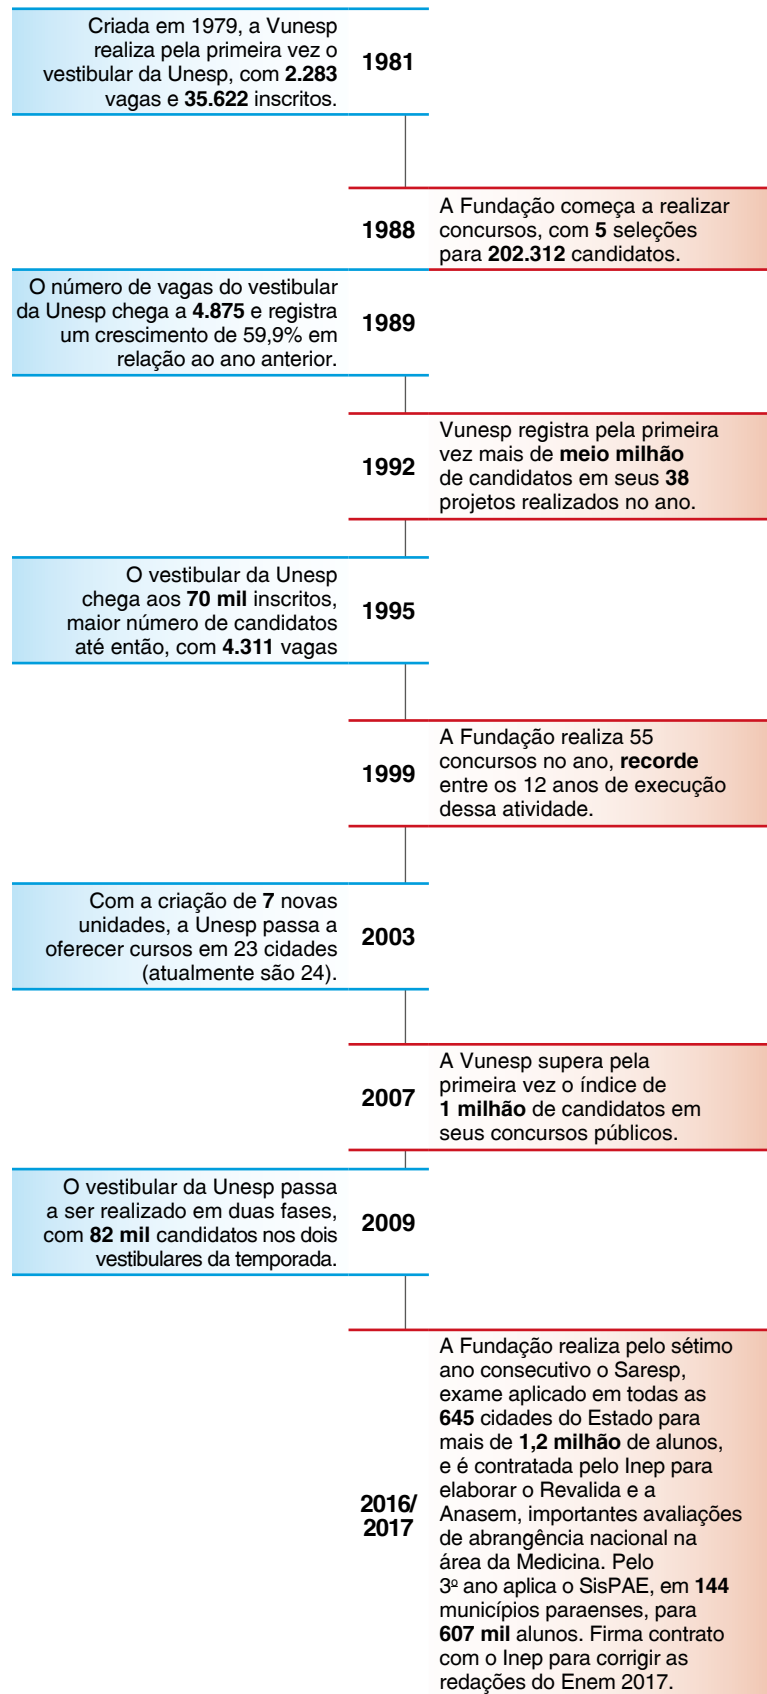 Criada em 1979, a Vunesp
realiza pela primeira vez o
vestibular da Unesp, com 2.283
vagas e 35.622 inscritos.
1981
1988
A Fundação começa a realizar
concursos, com 5 seleções
para 202.312 candidatos.
O número de vagas do vestibular
da Unesp chega a 4.875 e registra
um crescimento de 59,9% em
relação ao ano anterior.
1989
1992
Vunesp registra pela primeira
vez mais de meio milhão
de candidatos em seus 38
projetos realizados no ano.
O vestibular da Unesp
chega aos 70 mil inscritos,
maior número de candidatos
até então, com 4.311 vagas
1995
1999
A Fundação realiza 55
concursos no ano, recorde
entre os 12 anos de execução
dessa atividade.
Com a criação de 7 novas
unidades, a Unesp passa a
oferecer cursos em 23 cidades
(atualmente são 24).
2003
2007
A Vunesp supera pela
primeira vez o índice de
1 milhão de candidatos em
seus concursos públicos.
O vestibular da Unesp passa
a ser realizado em duas fases,
com 82 mil candidatos nos dois
vestibulares da temporada.
2009
2016/
2017
A Fundação realiza pelo sétimo
ano consecutivo o Saresp,
exame aplicado em todas as
645 cidades do Estado para
mais de 1,2 milhão de alunos,
e é contratada pelo Inep para
elaborar o Revalida e a
Anasem, importantes avaliações
de abrangência nacional na
área da Medicina. Pelo
3º ano aplica o SisPAE, em 144
municípios paraenses, para
607 mil alunos. Firma contrato
com o Inep para corrigir as
redações do Enem 2017.